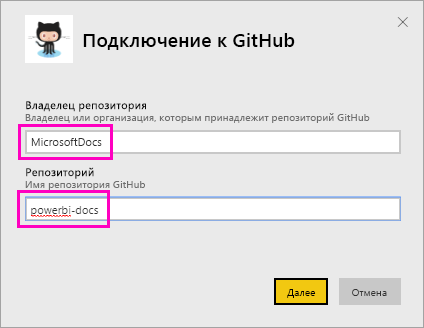 Подключение к GitHub
Владелец репозитория
Владелец или организация, которым принадлежит репозиторий GitHub
MicrosoftDocs
Репозиторий
Имя репозитория GitHub
powerbi-docs
Далее
Отмена